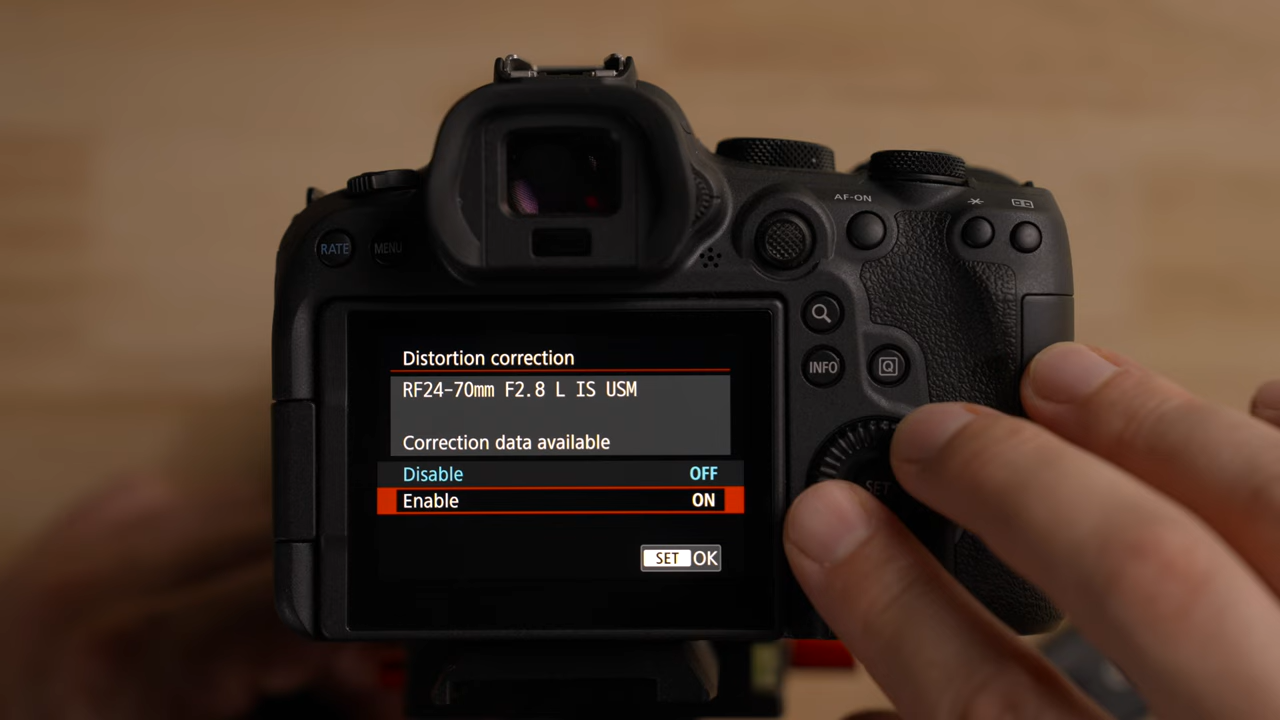 AF-ON
RATE
MENU
INFO
Q
SET
Distortion correction
RF24-70mm F2.8 L IS USM
Correction data available
Disable OFF
Enable ON
SET OK